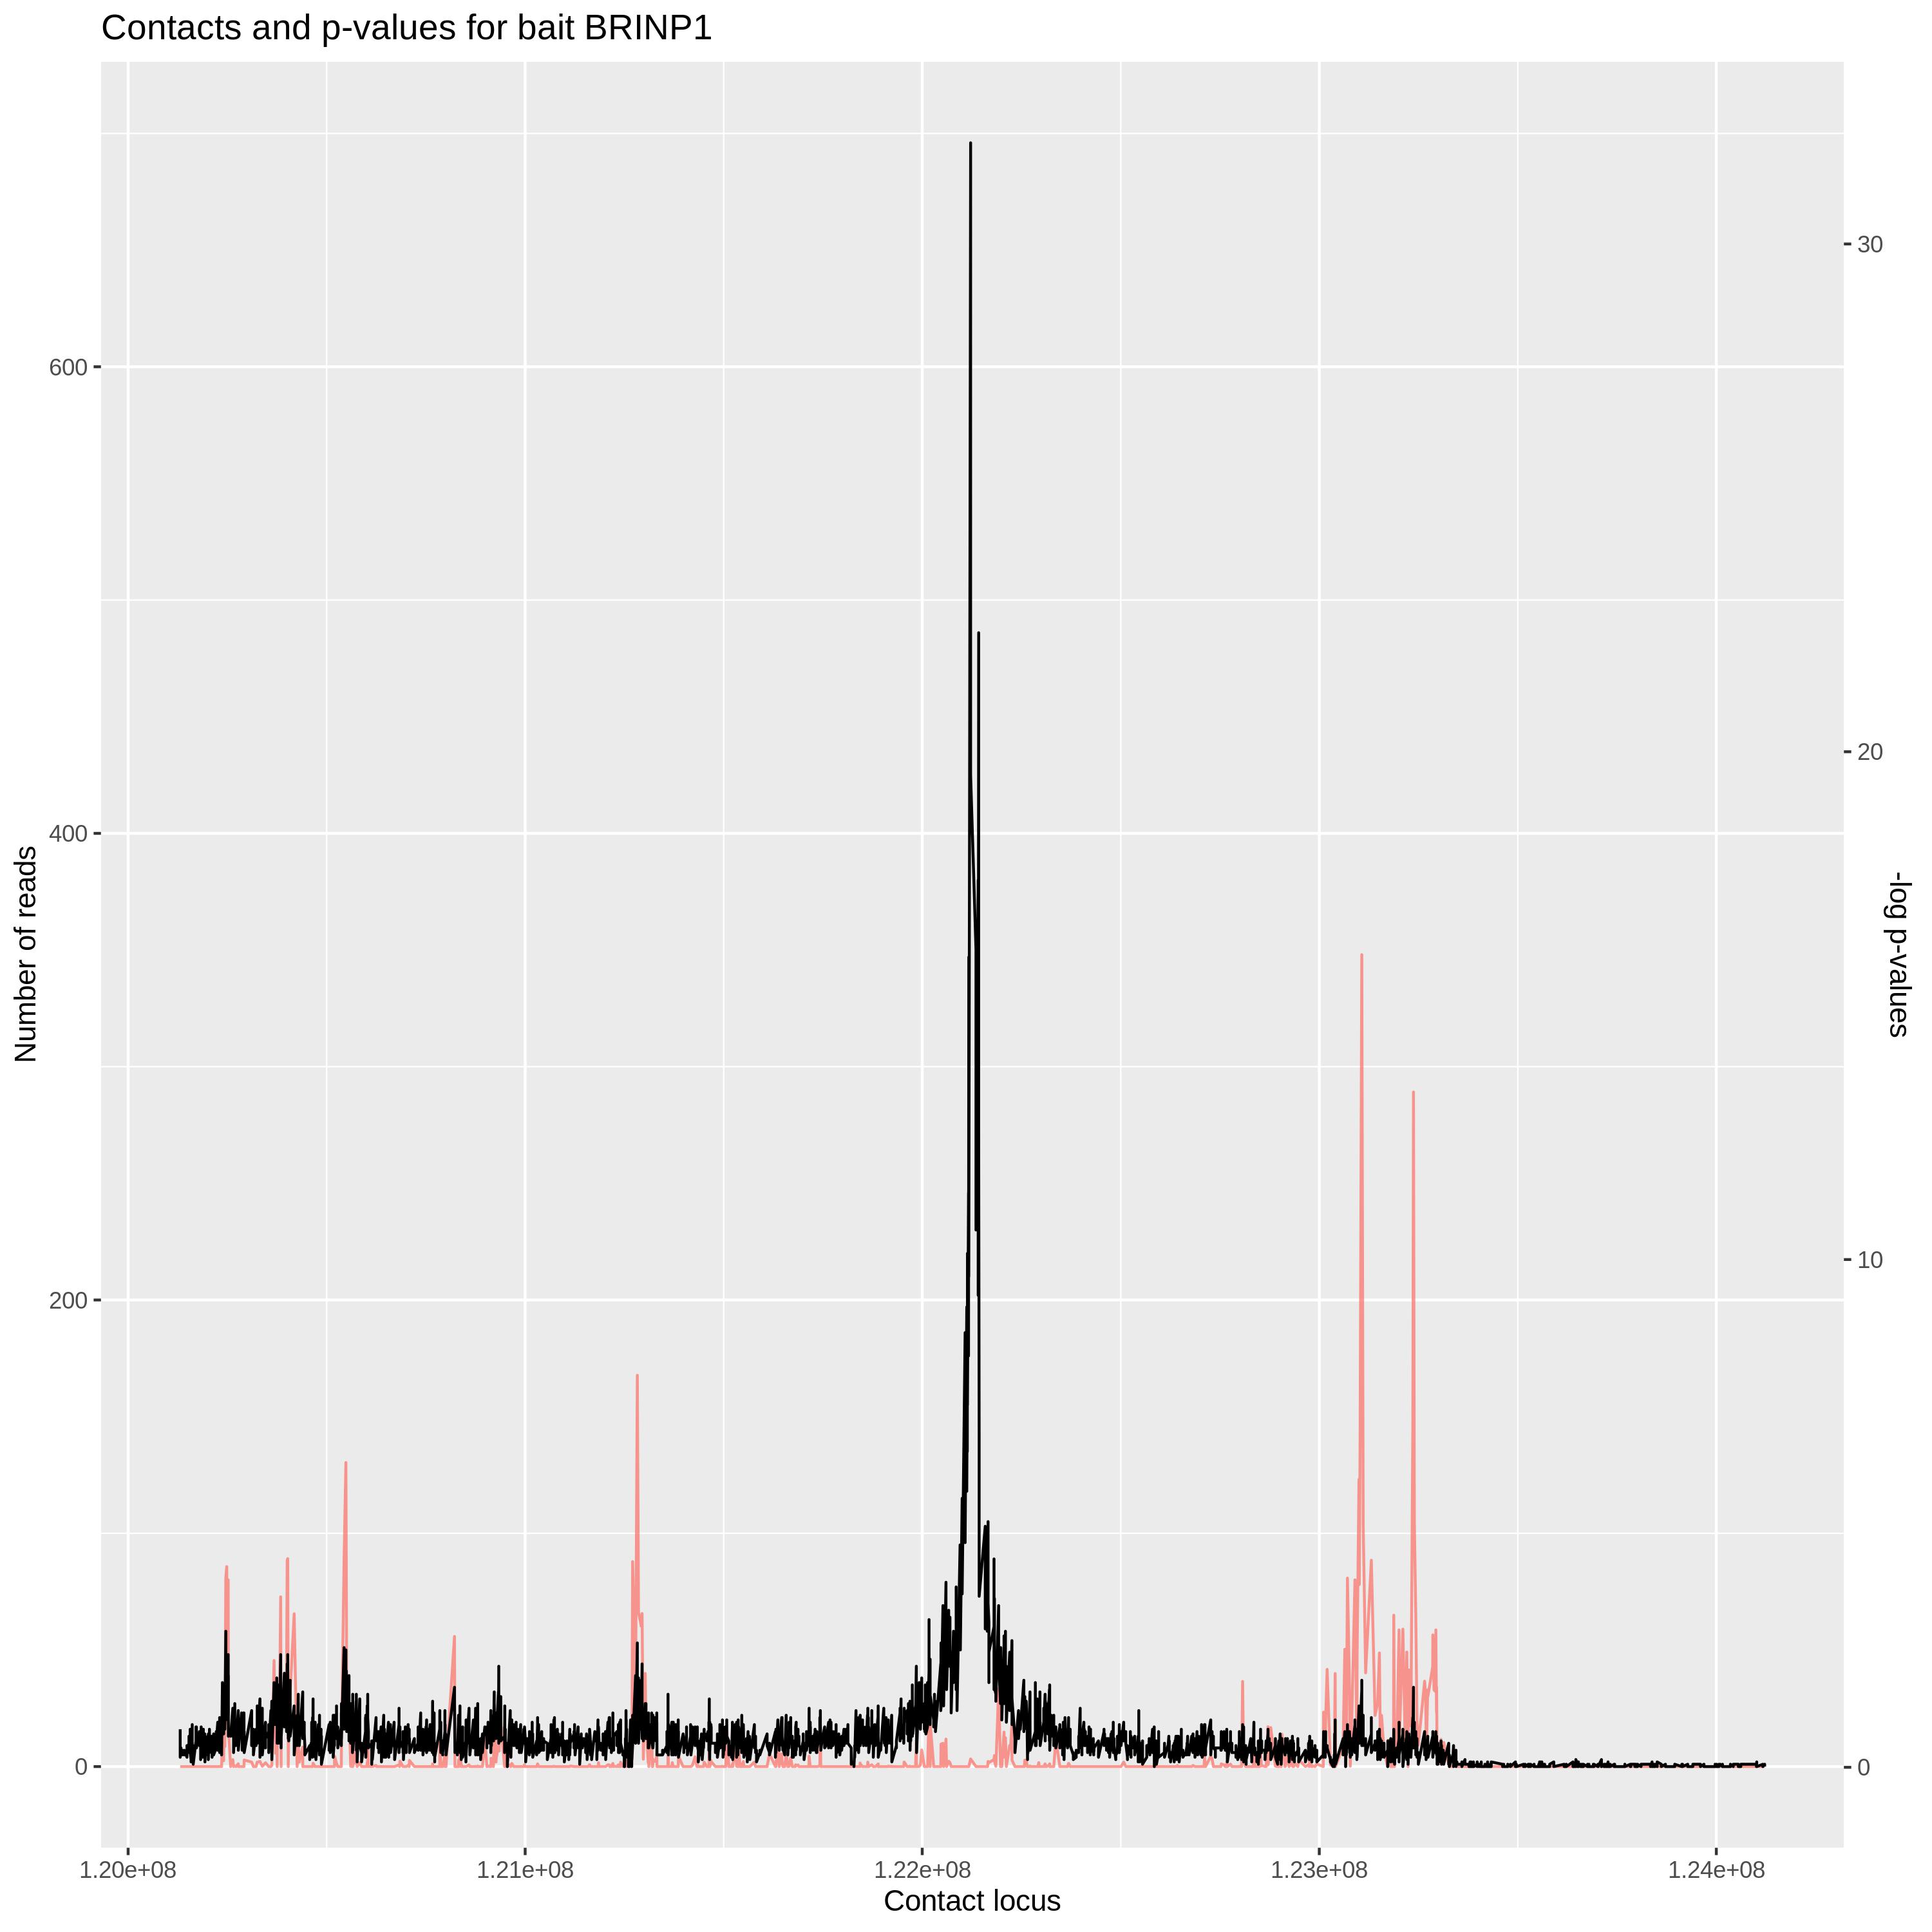 Contacts and p-values for bait BRINP1
Number of reads
600
400
200
0
30
20
10
0
-log p-values
1.20e+08
1.21e+08
1.22e+08
1.23e+08
1.24e+08
Contact locus